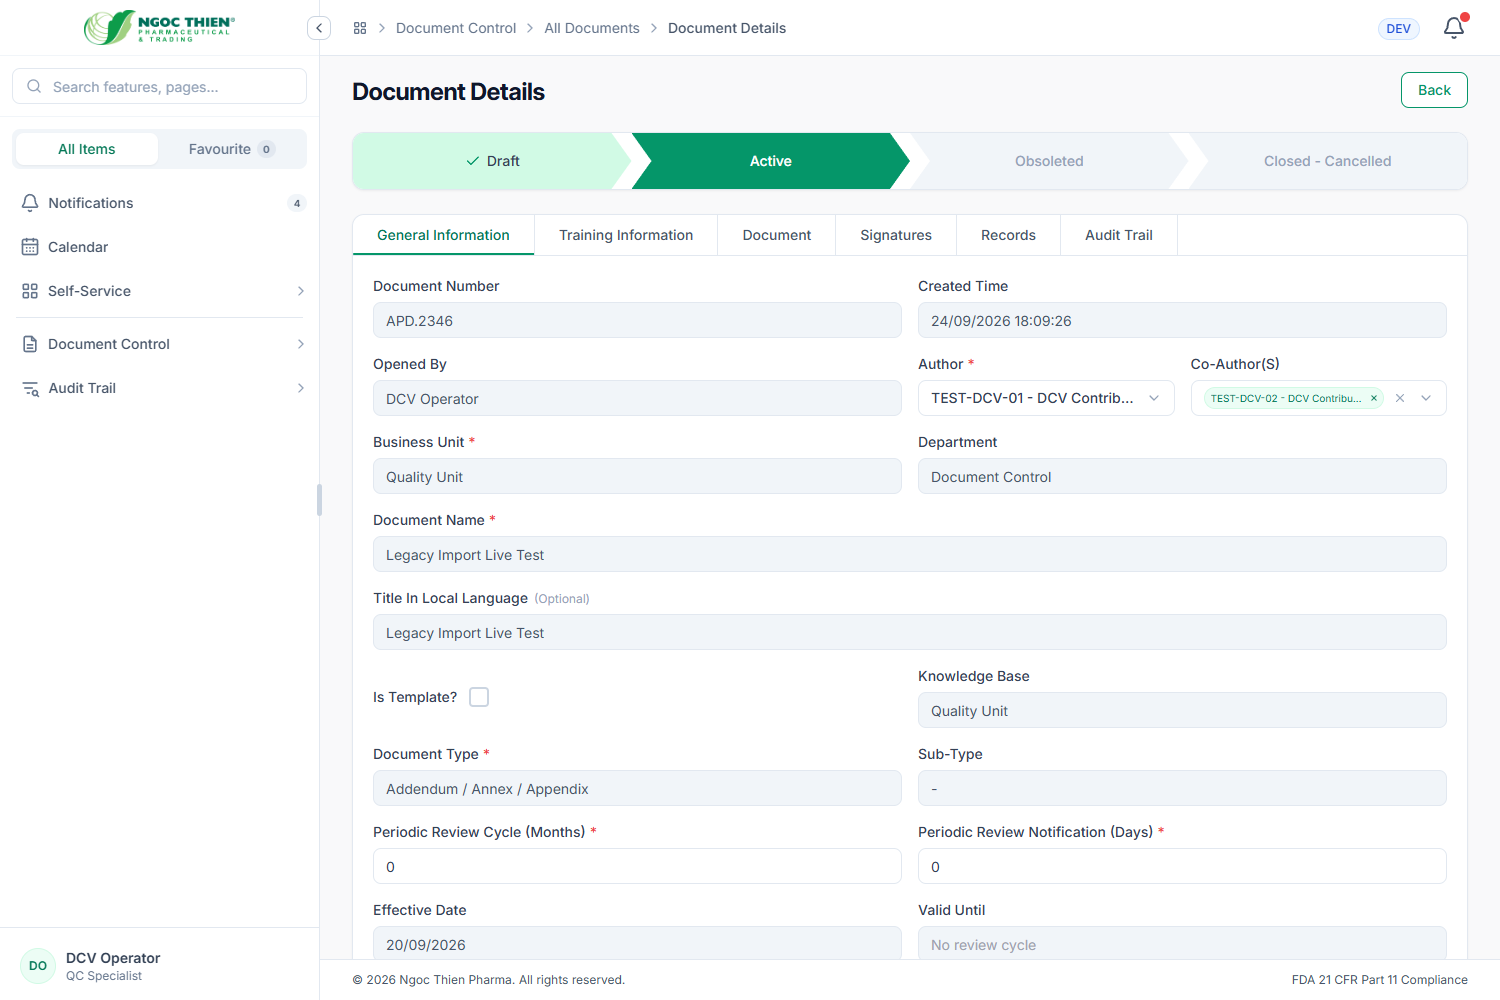 NGOC THIEN®
PHARMACEUTICAL
& TRADING
Document Control
All Documents
Document Details
DEV
Search features, pages...
All Items
Favourite 0
Notifications 4
Calendar
Self-Service
Document Control
Audit Trail
DO
DCV Operator
QC Specialist
Document Details
Back
Draft
Active
Obsoleted
Closed - Cancelled
General Information
Training Information
Document
Signatures
Records
Audit Trail
Document Number
APD.2346
Created Time
24/09/2026 18:09:26
Opened By
DCV Operator
Author *
TEST-DCV-01 - DCV Contrib...
Co-Author(S)
TEST-DCV-02 - DCV Contribu... ×
Business Unit *
Quality Unit
Department
Document Control
Document Name *
Legacy Import Live Test
Title In Local Language (Optional)
Legacy Import Live Test
Is Template?
Knowledge Base
Quality Unit
Document Type *
Addendum / Annex / Appendix
Sub-Type
-
Periodic Review Cycle (Months) *
0
Periodic Review Notification (Days) *
0
Effective Date
20/09/2026
Valid Until
No review cycle
© 2026 Ngoc Thien Pharma. All rights reserved.
FDA 21 CFR Part 11 Compliance